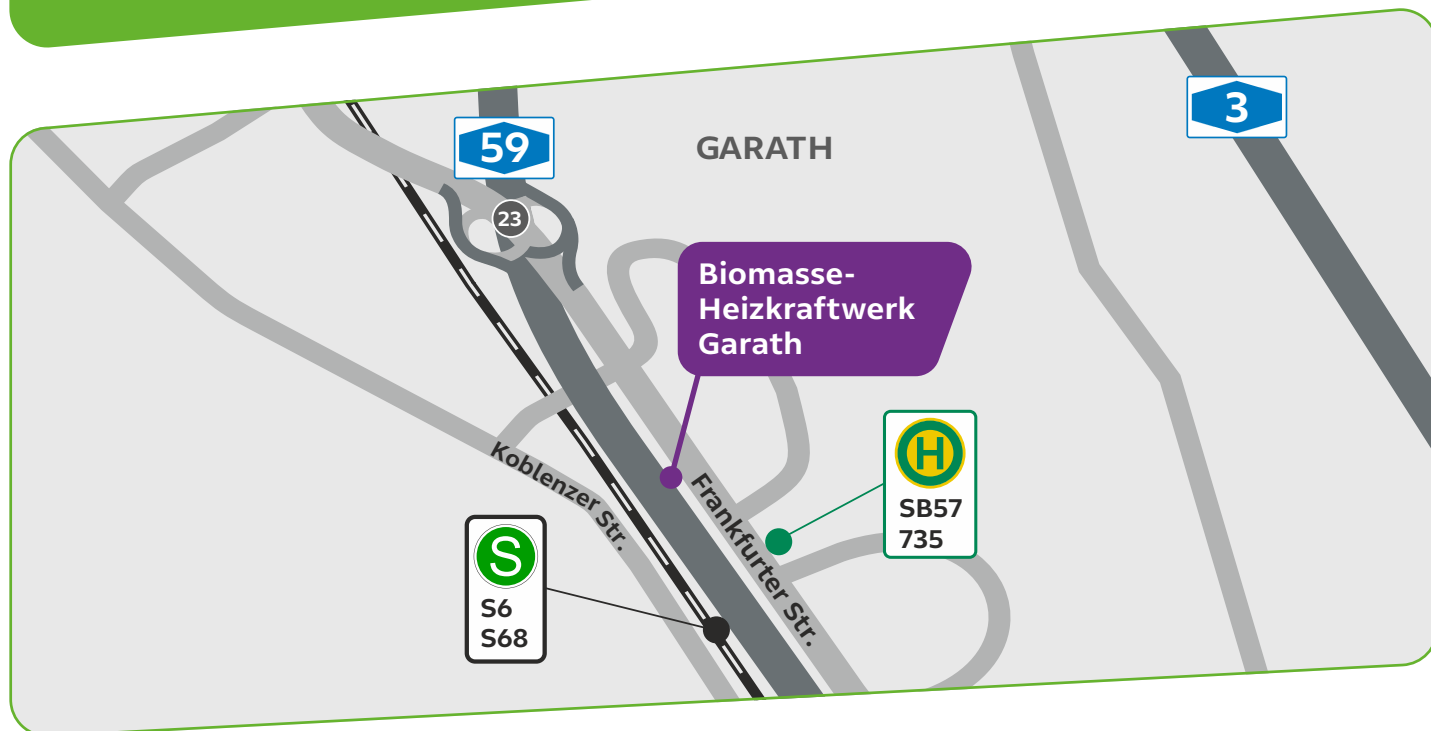 59
GARATH
3
23
Biomasse-
Heizkraftwerk
Garath
H
SB57
735
Koblenzer Str.
Frankfurter Str.
S
S6
S68